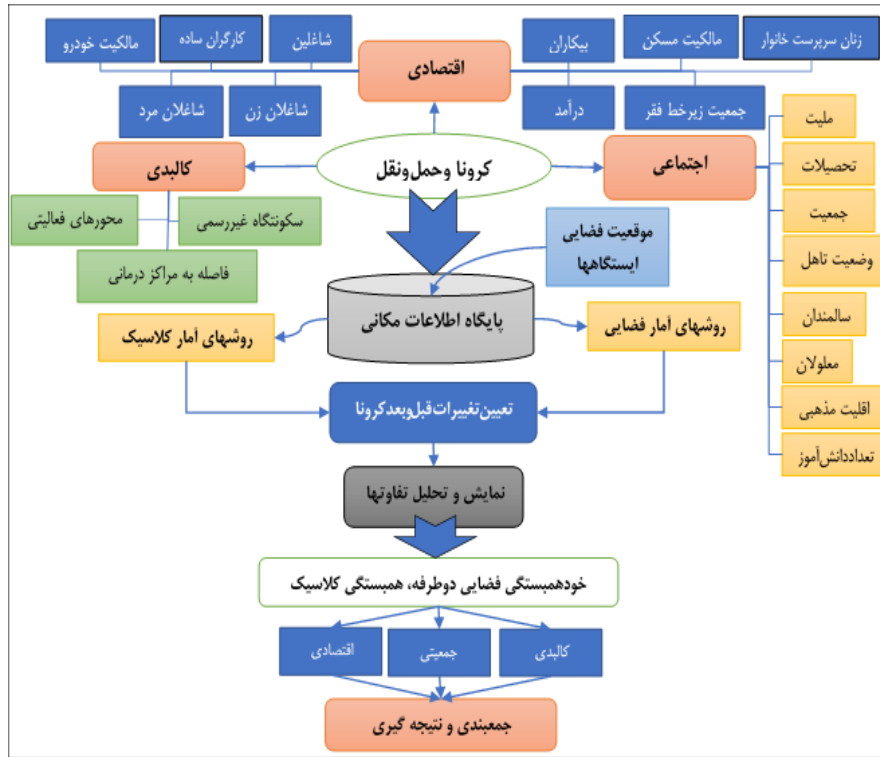 زنان سرپرست خانوار
مالکیت مسکن
بیکاران
شاغلین
کارگران ساده
مالکیت خودرو
اقتصادی
جمعیت زیرخط فقر
درآمد
شاغلان زن
شاغلان مرد
ملیت
تحصیلات
جمعیت
وضعیت تاهل
سالمندان
معلولان
اقلیت مذهبی
تعداددانش‌آموز
اجتماعی
کرونا وحمل‌ونقل
کالبدی
سکونتگاه غیررسمی
محورهای فعالیتی
فاصله به مراکز درمانی
موقعیت فضایی
ایستگاهها
پایگاه اطلاعات مکانی
روشهای آمار فضایی
روشهای آمار کلاسیک
تعیین‌تغییرات‌قبل‌وبعدکرونا
نمایش و تحلیل تفاوتها
خودهمبستگی فضایی دوطرفه، همبستگی کلاسیک
کالبدی
جمعیتی
اقتصادی
جمعبندی و نتیجه گیری